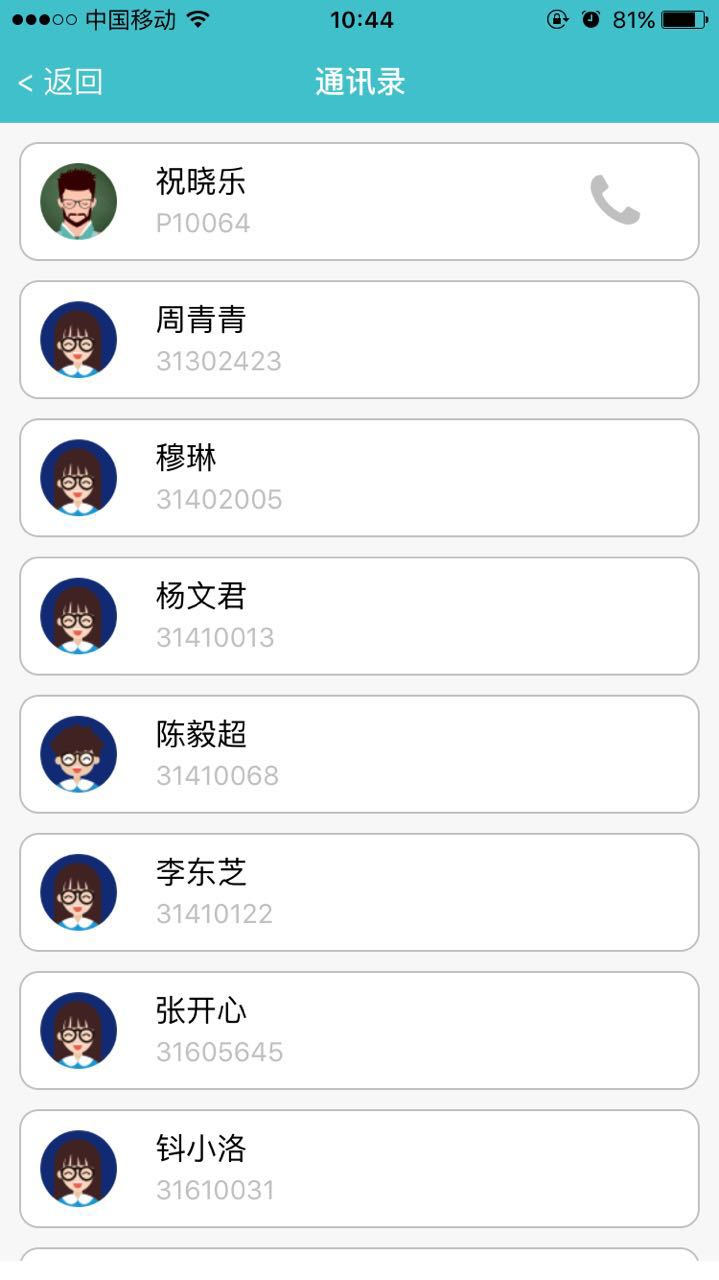 中国移动 10:44 81%
< 返回 通讯录
祝晓乐
P10064
周青青
31302423
穆琳
31402005
杨文君
31410013
陈毅超
31410068
李东芝
31410122
张开心
31605645
钭小洛
31610031